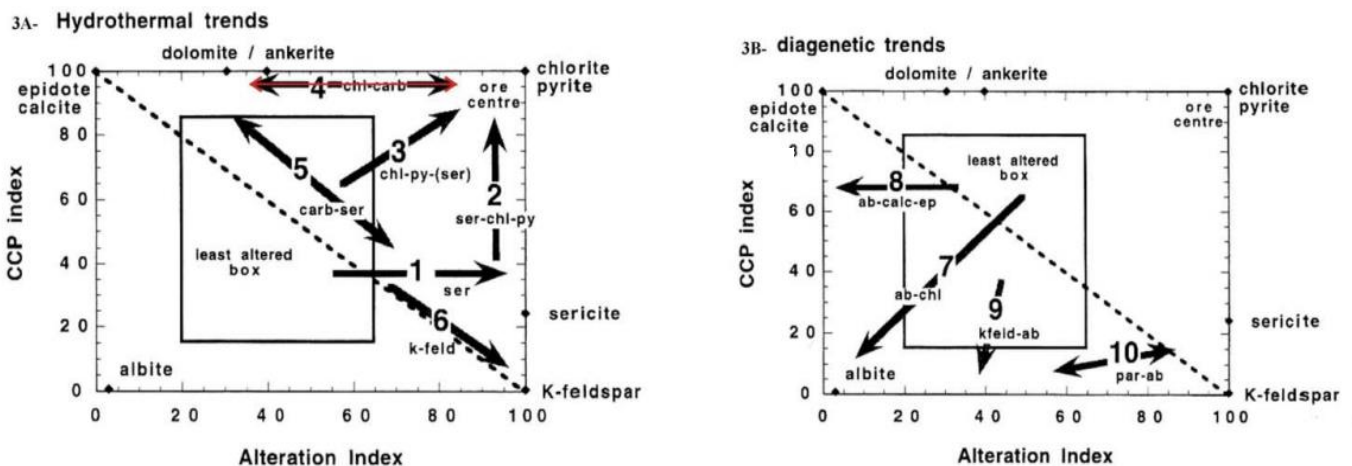 3A- Hydrothermal trends
dolomite / ankerite
100
epidote
calcite
80
60
40
20
0
CCP index
4 chl-carb
ore
centre
chlorite
pyrite
5
carb-ser
3
chl-py-(ser)
2
ser-chl-py
least altered
box
1
ser
6
k-feld
sericite
albite
K-feldspar
0 20 40 60 80 100
Alteration Index
3B- diagenetic trends
dolomite / ankerite
100
epidote
calcite
60
40
20
0
CCP index
ore
centre
chlorite
pyrite
least altered
box
8
ab-calc-ep
7
ab-chl
9
kfeld-ab
10
par-ab
sericite
albite
K-feldspar
0 20 40 60 80 100
Alteration Index